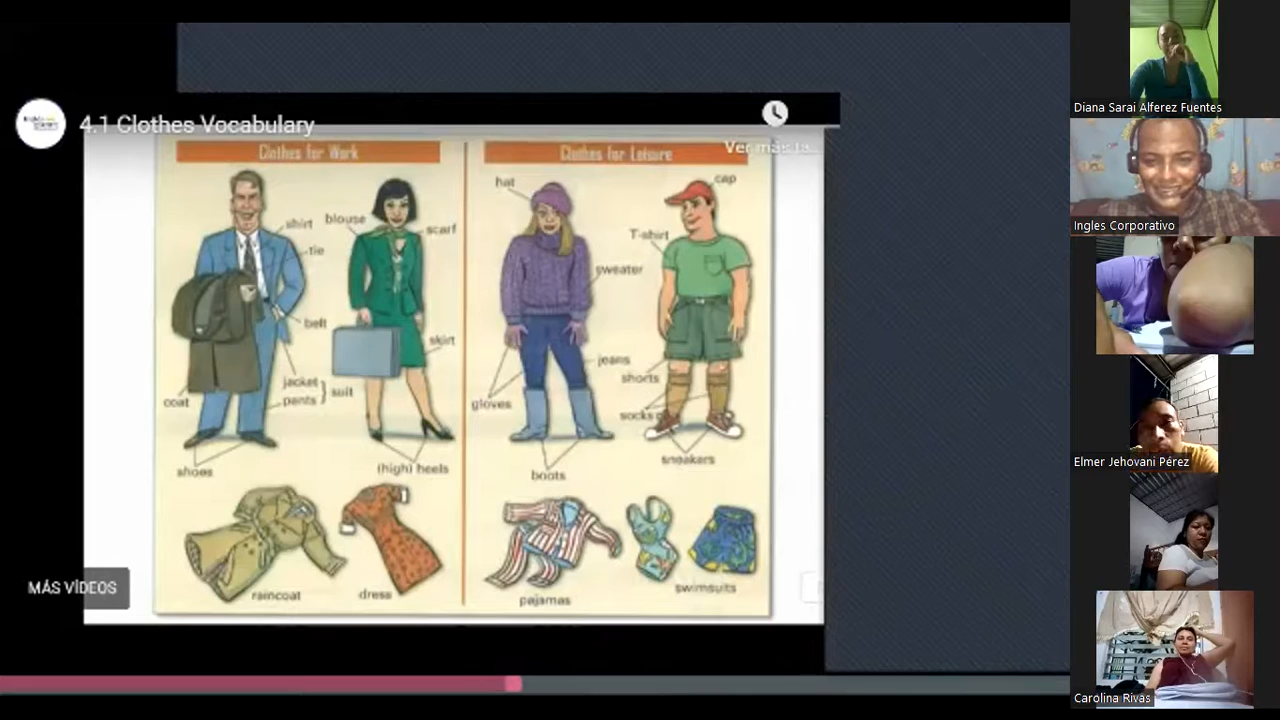 4.1 Clothes Vocabulary
Ver más ta...
Clothes for Work
Clothes for Leisure
shirt
blouse
scarf
tie
belt
skirt
jacket
pants
suit
coat
shoes
(high) heels
raincoat
dress
hat
cap
T-shirt
sweater
jeans
shorts
gloves
socks
boots
sneakers
pajamas
swimsuits
MÁS VÍDEOS
Diana Sarai Alferez Fuentes
Ingles Corporativo
Elmer Jehovani Pérez
Carolina Rivas